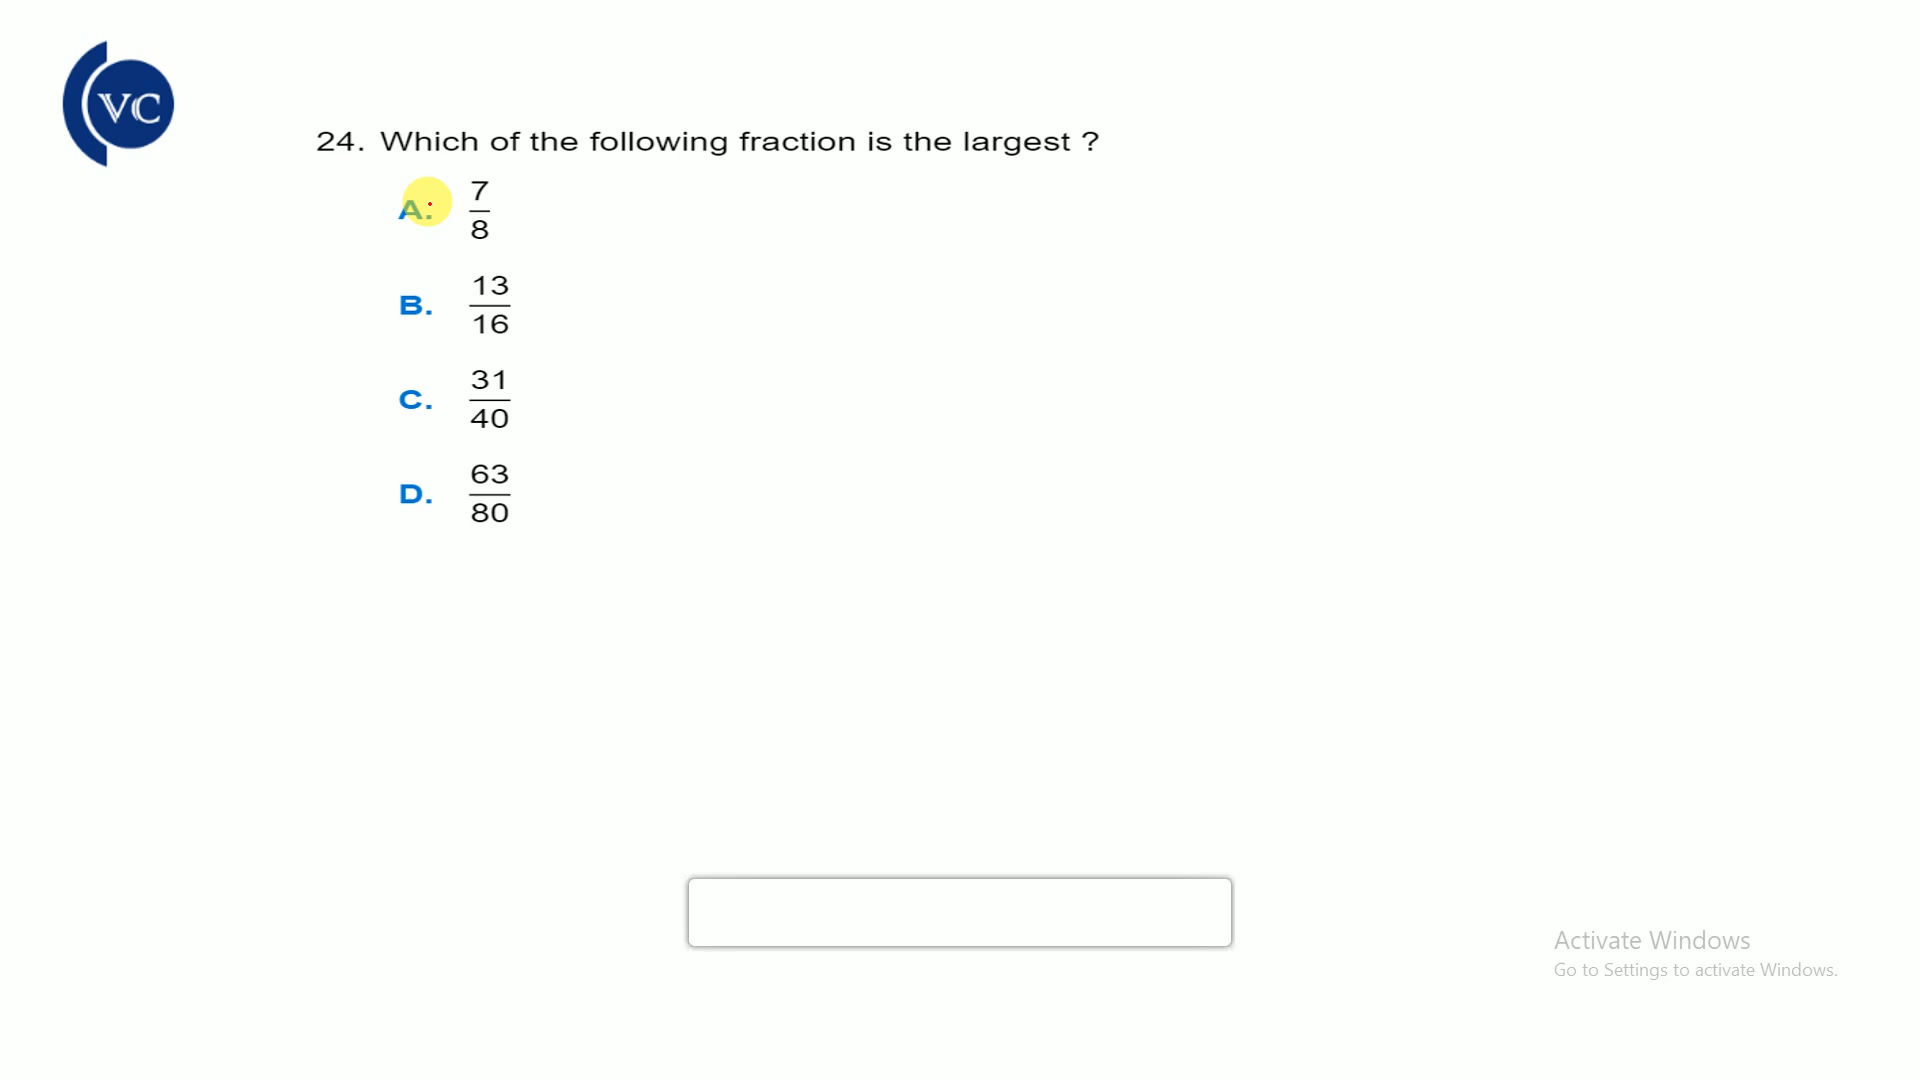 VC
24. Which of the following fraction is the largest ?
A. 7/8
B. 13/16
C. 31/40
D. 63/80
Activate Windows
Go to Settings to activate Windows.